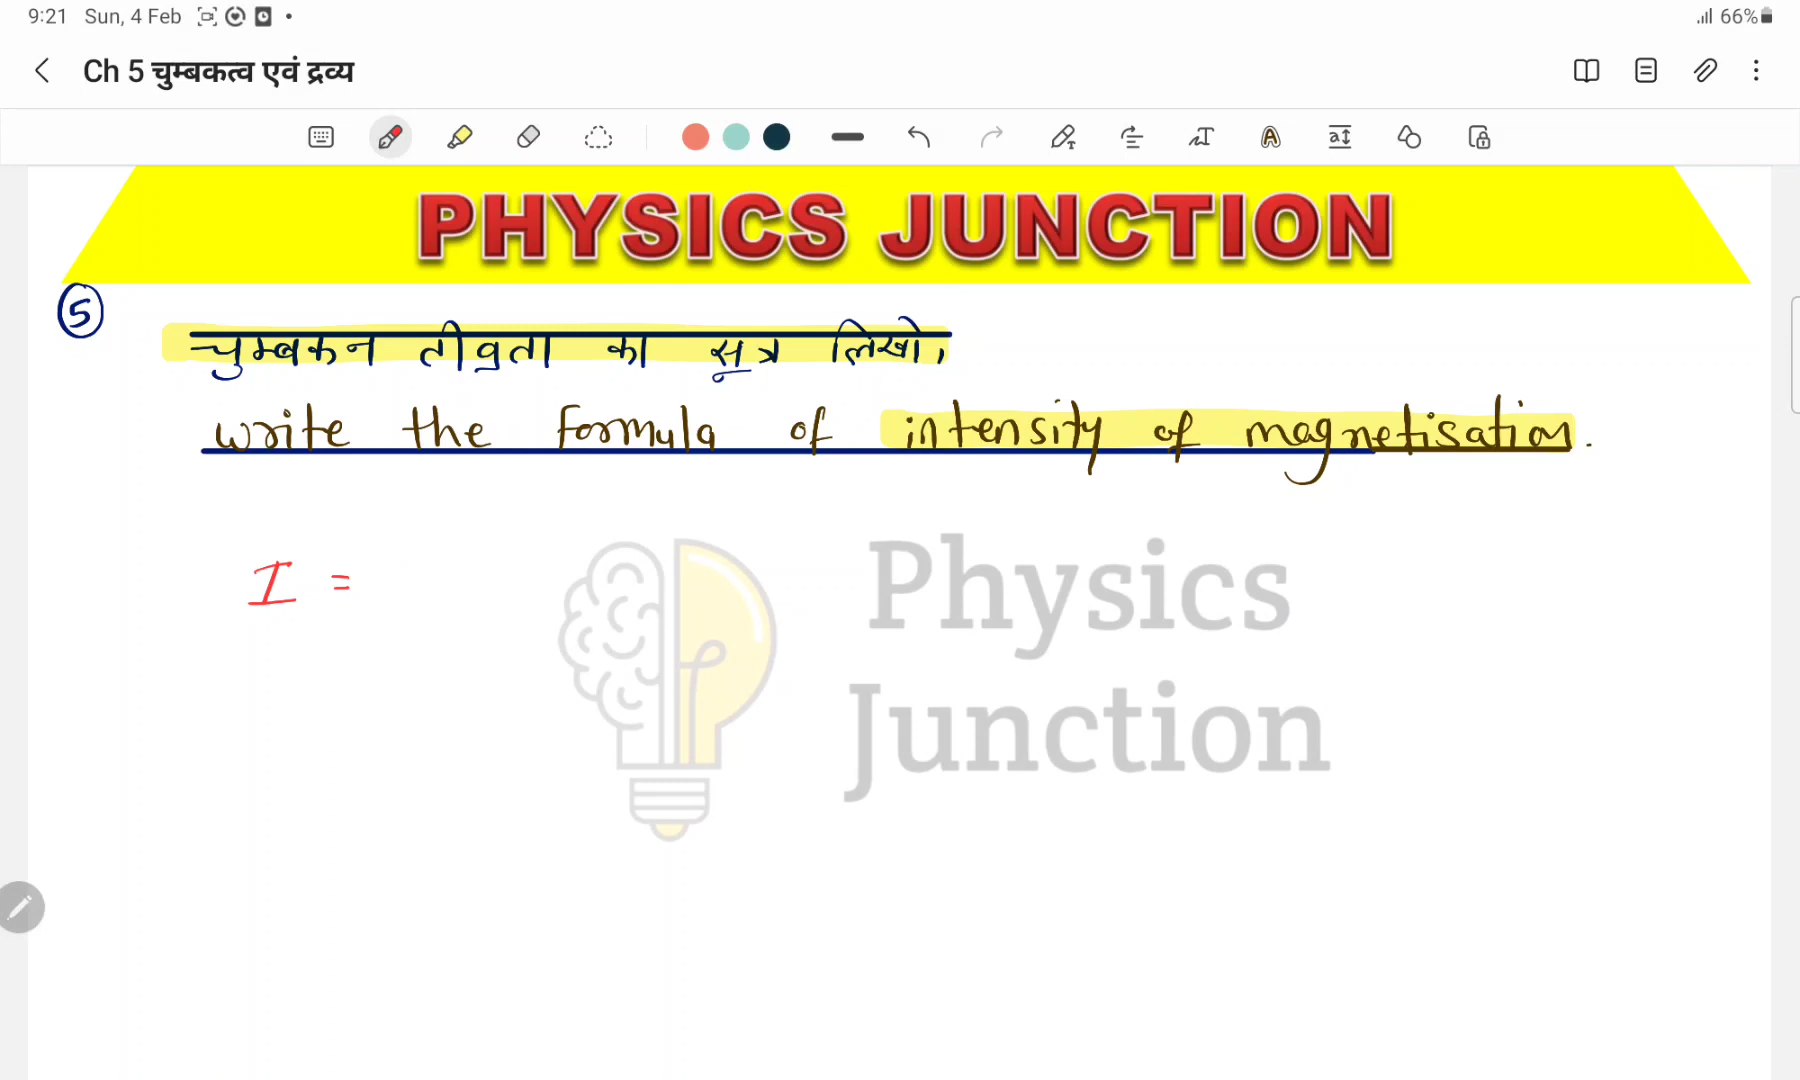 9:21 Sun, 4 Feb 66%
Ch 5 चुम्बकत्व एवं द्रव्य
PHYSICS JUNCTION
5
चुम्बकन तीव्रता का सूत्र लिखो,
write the formula of intensity of magnetisation.
I =
Physics
Junction